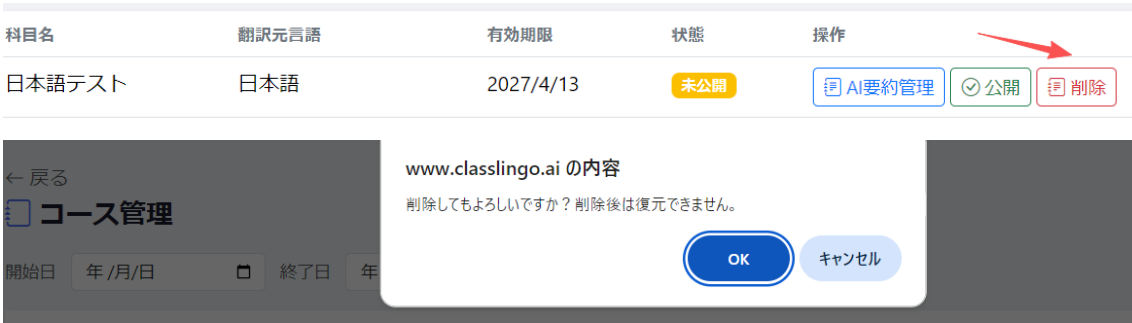 科目名 翻訳元言語 有効期限 状態 操作
日本語テスト 日本語 2027/4/13 未公開 AI要約管理 公開 削除
www.classlingo.ai の内容
削除してもよろしいですか？削除後は復元できません。
OK キャンセル
← 戻る
コース管理
開始日 年/月/日 終了日 年